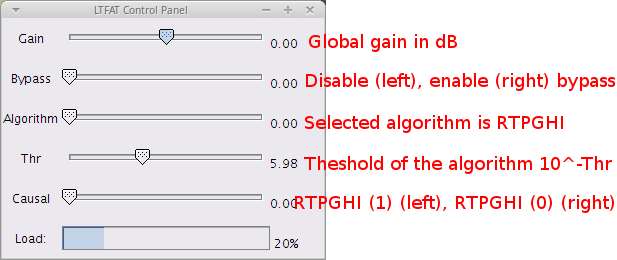 LTFAT Control Panel
Gain 0.00 Global gain in dB
Bypass 0.00 Disable (left), enable (right) bypass
Algorithm 0.00 Selected algorithm is RTPGHI
Thr 5.98 Theshold of the algorithm 10^-Thr
Causal 0.00 RTPGHI (1) (left), RTPGHI (0) (right)
Load: 20%